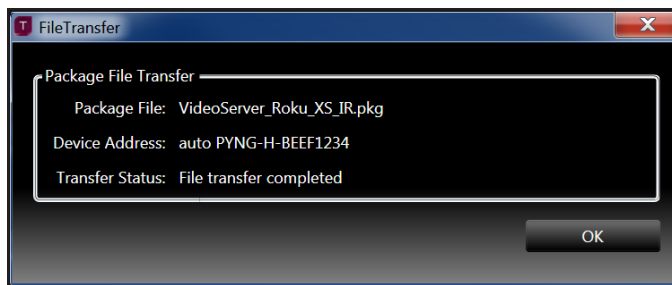 T FileTransfer X
Package File Transfer
Package File: VideoServer_Roku_XS_IR.pkg
Device Address: auto PYNG-H-BEEF1234
Transfer Status: File transfer completed
OK